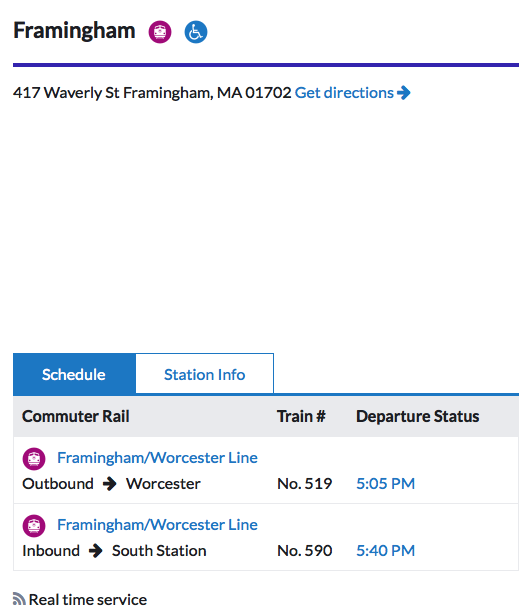 Framingham
417 Waverly St Framingham, MA 01702 Get directions
Schedule Station Info
Commuter Rail Train # Departure Status
Framingham/Worcester Line
Outbound → Worcester No. 519 5:05 PM
Framingham/Worcester Line
Inbound → South Station No. 590 5:40 PM
Real time service